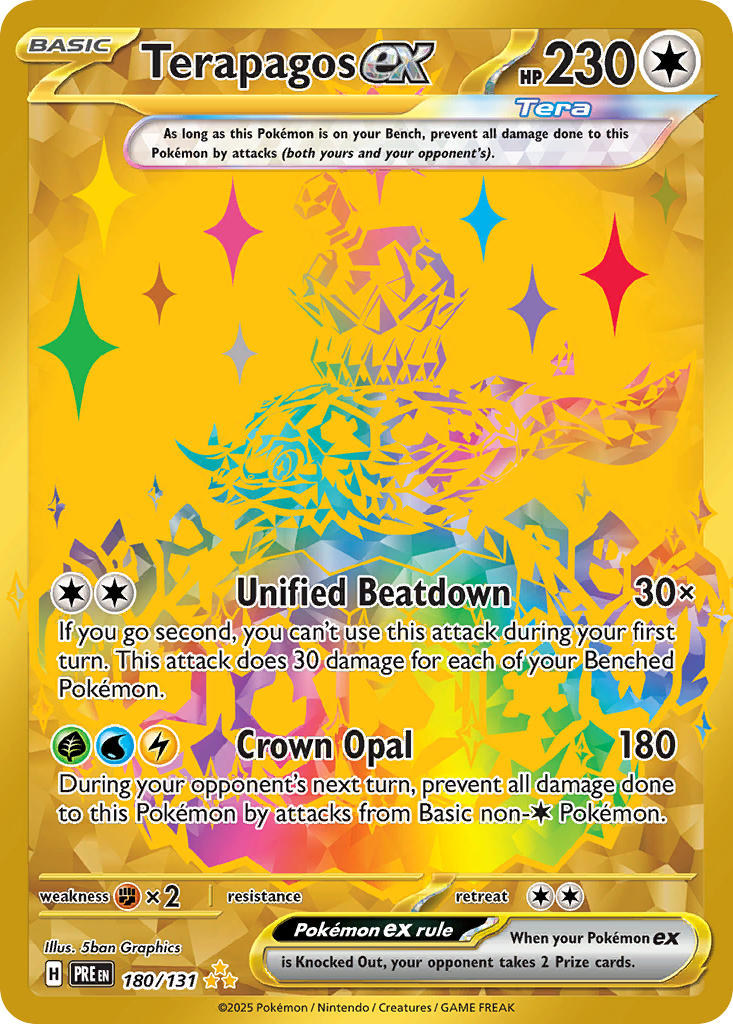 BASIC
Terapagos ex
HP 230
Tera
As long as this Pokémon is on your Bench, prevent all damage done to this
Pokémon by attacks (both yours and your opponent's).
Unified Beatdown 30×
If you go second, you can't use this attack during your first
turn. This attack does 30 damage for each of your Benched
Pokémon.
Crown Opal 180
During your opponent's next turn, prevent all damage done
to this Pokémon by attacks from Basic non- Pokémon.
weakness ×2 resistance retreat
Illus. 5ban Graphics
Pokémon ex rule
When your Pokémon ex
is Knocked Out, your opponent takes 2 Prize cards.
H PRE EN 180/131
©2025 Pokémon / Nintendo / Creatures / GAME FREAK